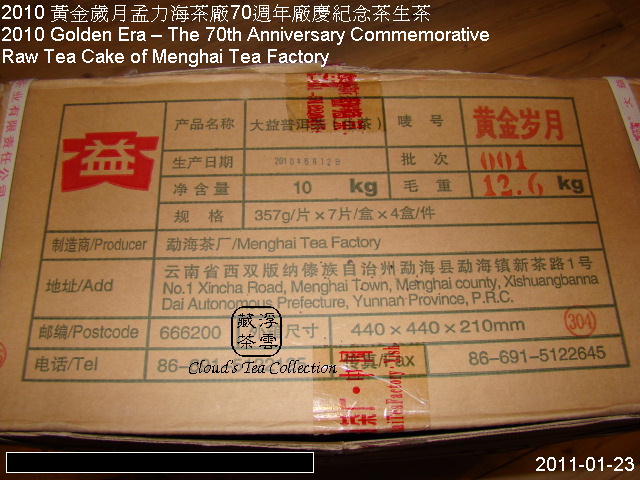 2010 黃金歲月孟力海茶廠70週年廠慶紀念茶生茶
2010 Golden Era – The 70th Anniversary Commemorative
Raw Tea Cake of Menghai Tea Factory
益
产品名称 大益普洱茶 茶) 唛 号 黄金岁月
生产日期 批 次 001
净含量 10 kg 毛 重 12.6 kg
规 格 357g/片×7片/盒×4盒/件
制造商/Producer 勐海茶厂/Menghai Tea Factory
地址/Add 云南省西双版纳傣族自治州勐海县勐海镇新茶路1号
No.1 Xincha Road, Menghai Town, Menghai county, Xishuangbanna
Dai Autonomous Prefecture, Yunnan Province, P.R.C.
邮编/Postcode 666200 尺寸 440×440×210mm 304
电话/Tel 86-691- 传真/Fax 86-691-5122645
藏浮
茶雲
Cloud's Tea Collection
2011-01-23